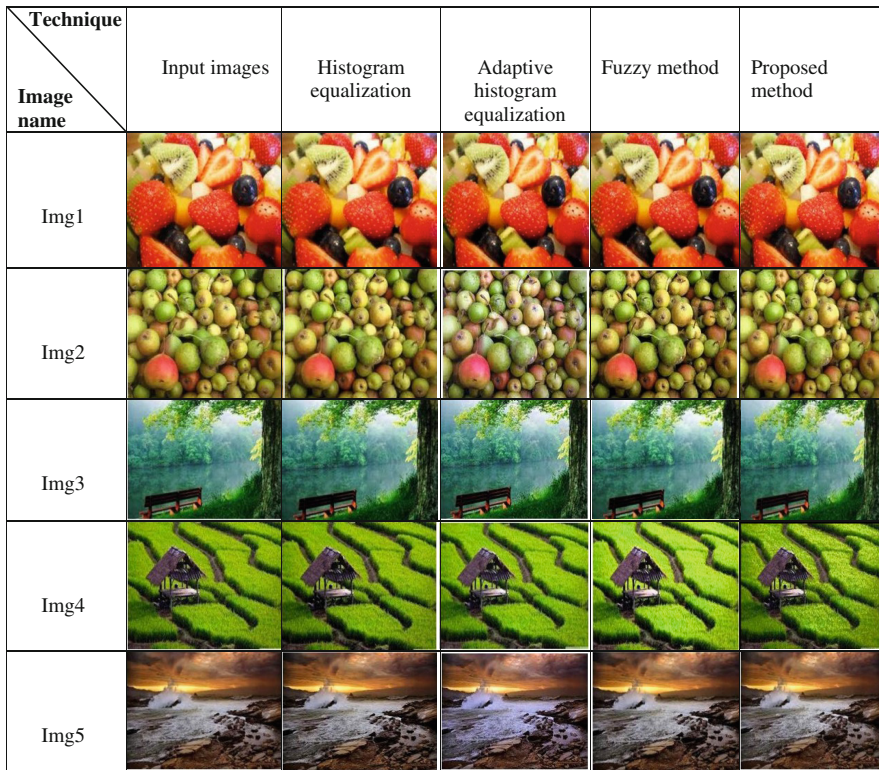 Technique
Image
name
Input images
Histogram
equalization
Adaptive
histogram
equalization
Fuzzy method
Proposed
method
Img1
Img2
Img3
Img4
Img5